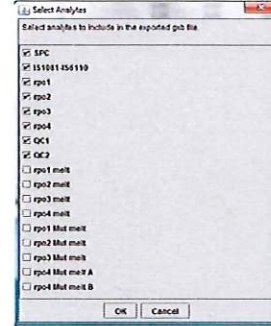 Select Analytes
Select analytes to include in the exported gxb file.
SPC
IS1081-IS6110
rpo1
rpo2
rpo3
rpo4
QC1
QC2
rpo1 melt
rpo2 melt
rpo3 melt
rpo4 melt
rpo1 Mut melt
rpo2 Mut melt
rpo3 Mut melt
rpo4 Mut melt A
rpo4 Mut melt B
OK Cancel